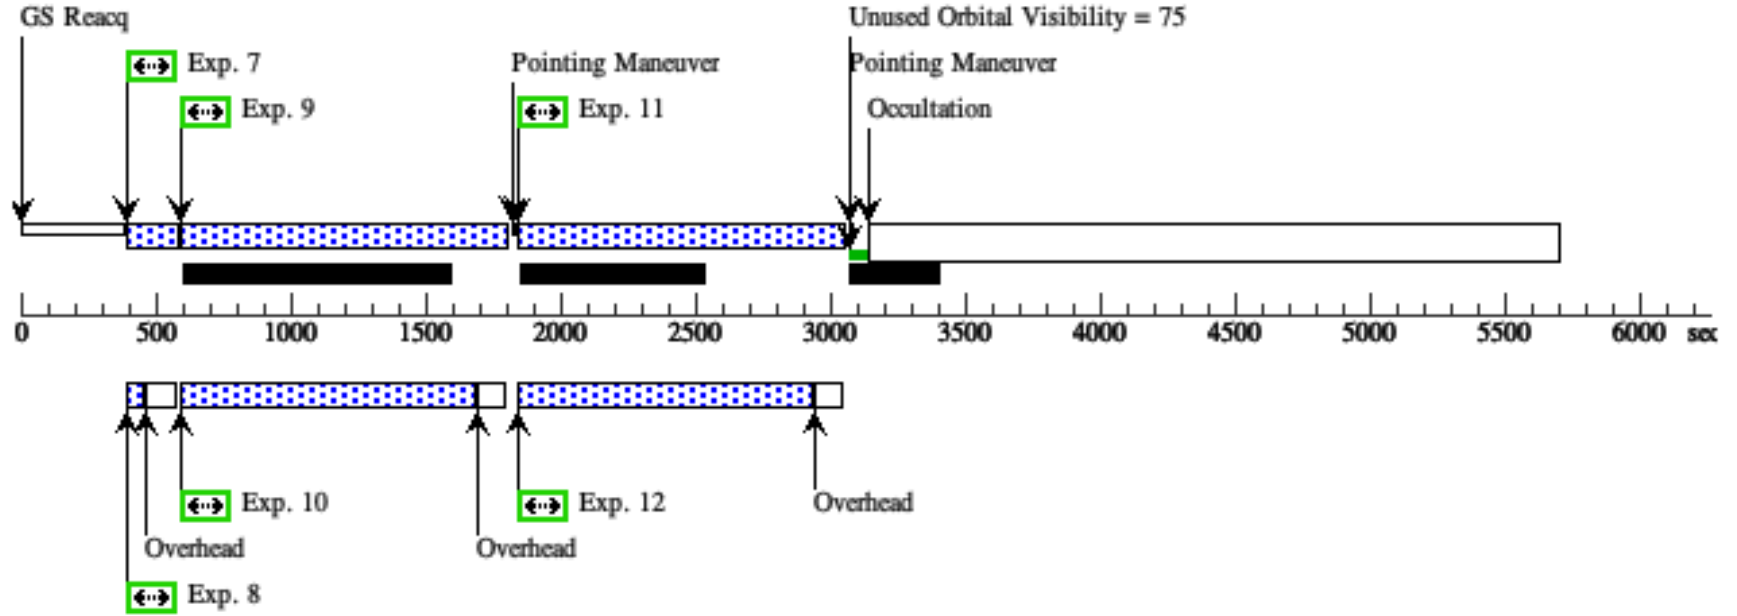 GS Reacq
Unused Orbital Visibility = 75
Exp. 7
Pointing Maneuver
Pointing Maneuver
Exp. 9
Exp. 11
Occultation
0 500 1000 1500 2000 2500 3000 3500 4000 4500 5000 5500 6000 sec
Exp. 10
Exp. 12
Overhead
Overhead
Overhead
Exp. 8